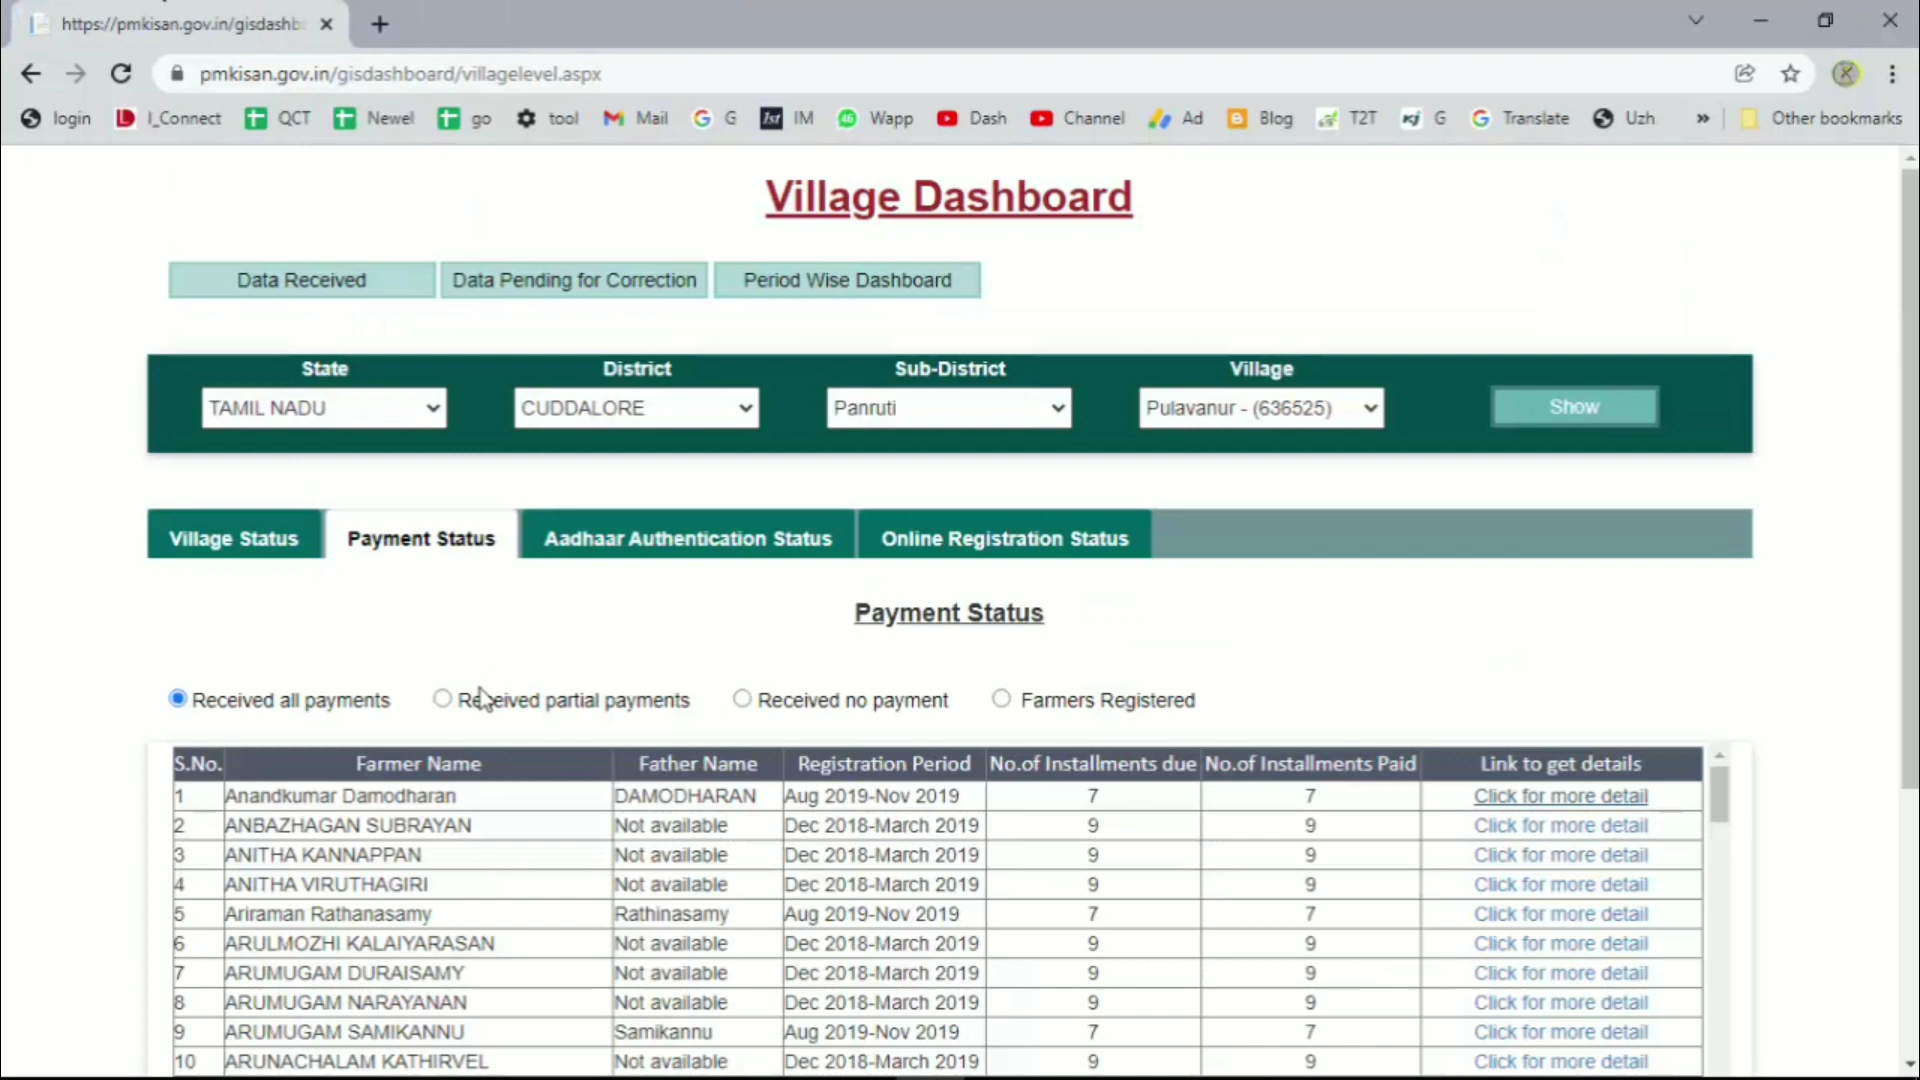 https://pmkisan.gov.in/gisdashb
pmkisan.gov.in/gisdashboard/villagelevel.aspx
login I_Connect QCT Newel go tool Mail G IM Wapp Dash Channel Ad Blog T2T G Translate Uzh » Other bookmarks
Village Dashboard
Data Received Data Pending for Correction Period Wise Dashboard
State District Sub-District Village
TAMIL NADU CUDDALORE Panruti Pulavanur - (636525) Show
Village Status Payment Status Aadhaar Authentication Status Online Registration Status
Payment Status
Received all payments Received partial payments Received no payment Farmers Registered
S.No. Farmer Name Father Name Registration Period No.of Installments due No.of Installments Paid Link to get details
1 Anandkumar Damodharan DAMODHARAN Aug 2019-Nov 2019 7 7 Click for more detail
2 ANBAZHAGAN SUBRAYAN Not available Dec 2018-March 2019 9 9 Click for more detail
3 ANITHA KANNAPPAN Not available Dec 2018-March 2019 9 9 Click for more detail
4 ANITHA VIRUTHAGIRI Not available Dec 2018-March 2019 9 9 Click for more detail
5 Ariraman Rathanasamy Rathinasamy Aug 2019-Nov 2019 7 7 Click for more detail
6 ARULMOZHI KALAIYARASAN Not available Dec 2018-March 2019 9 9 Click for more detail
7 ARUMUGAM DURAISAMY Not available Dec 2018-March 2019 9 9 Click for more detail
8 ARUMUGAM NARAYANAN Not available Dec 2018-March 2019 9 9 Click for more detail
9 ARUMUGAM SAMIKANNU Samikannu Aug 2019-Nov 2019 7 7 Click for more detail
10 ARUNACHALAM KATHIRVEL Not available Dec 2018-March 2019 9 9 Click for more detail